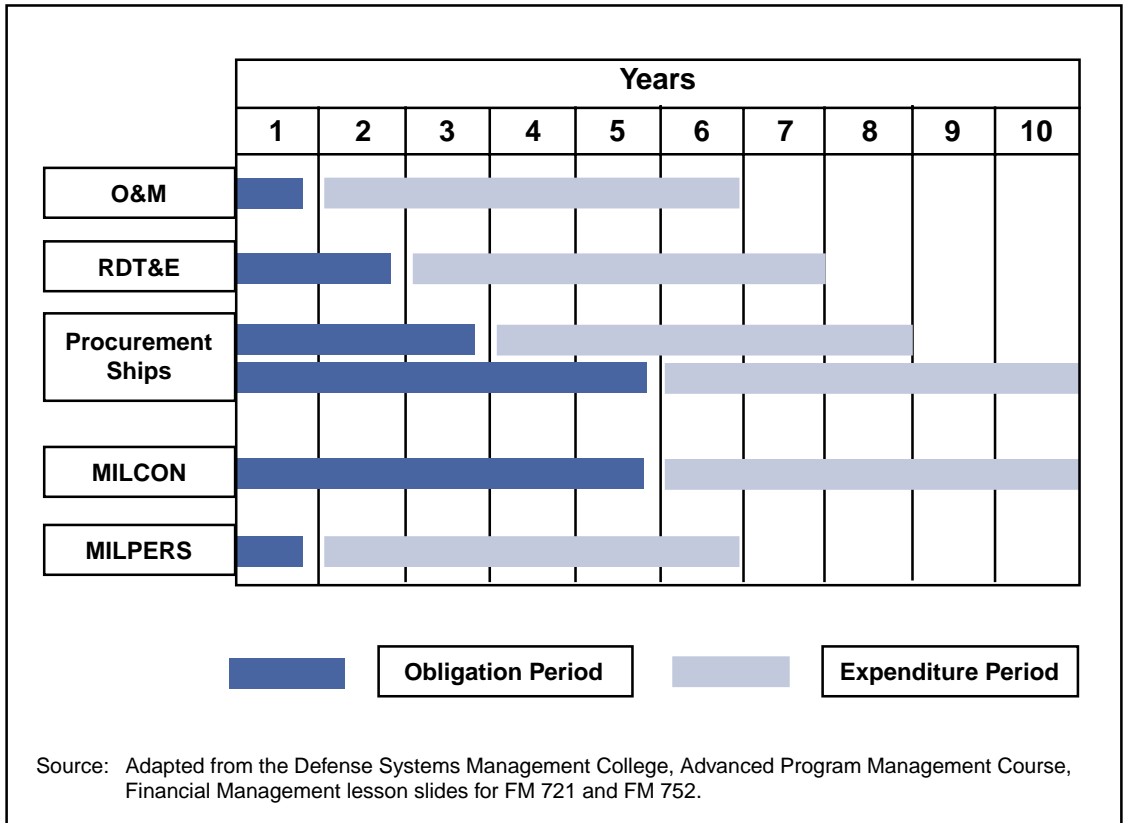 Years
1 2 3 4 5 6 7 8 9 10
O&M
RDT&E
Procurement
Ships
MILCON
MILPERS
Obligation Period Expenditure Period
Source: Adapted from the Defense Systems Management College, Advanced Program Management Course,
Financial Management lesson slides for FM 721 and FM 752.